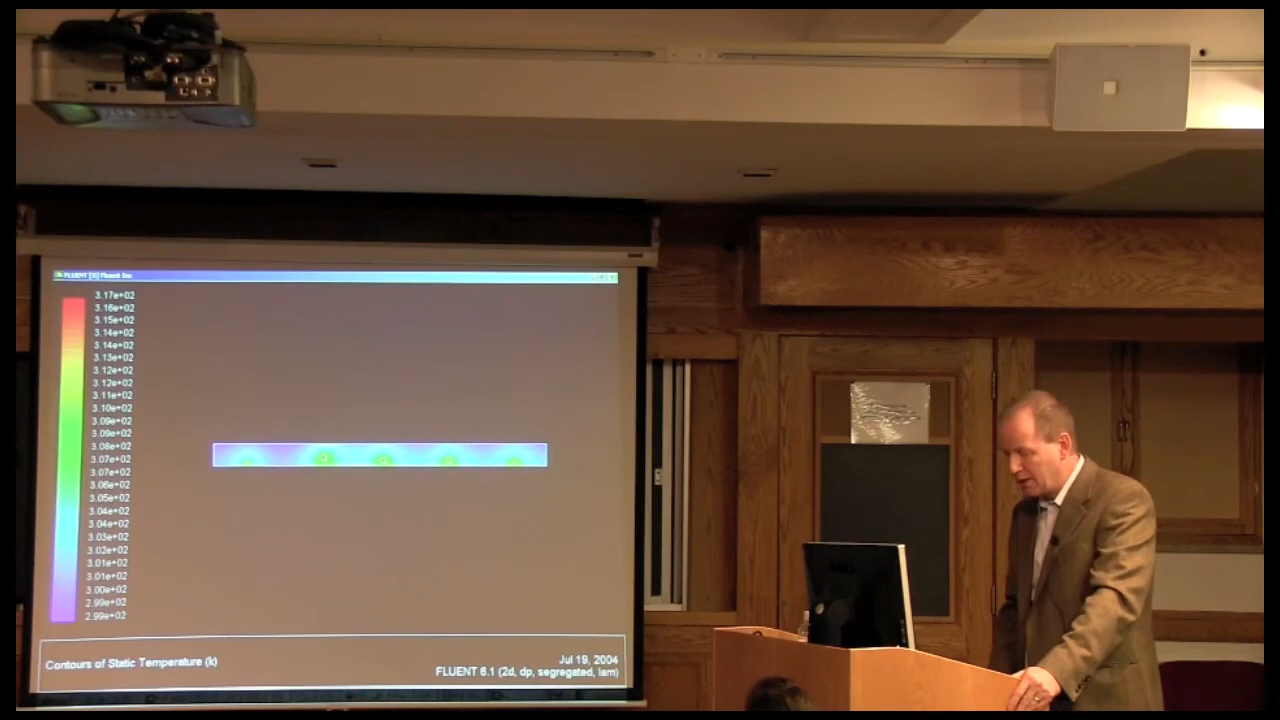 FLUENT [0] Fluent Inc
3.17e+02
3.16e+02
3.15e+02
3.14e+02
3.14e+02
3.13e+02
3.12e+02
3.12e+02
3.11e+02
3.10e+02
3.09e+02
3.09e+02
3.08e+02
3.07e+02
3.07e+02
3.06e+02
3.05e+02
3.04e+02
3.04e+02
3.03e+02
3.02e+02
3.01e+02
3.01e+02
3.00e+02
2.99e+02
2.99e+02
Contours of Static Temperature (k)
Jul 19, 2004
FLUENT 6.1 (2d, dp, segregated, lam)